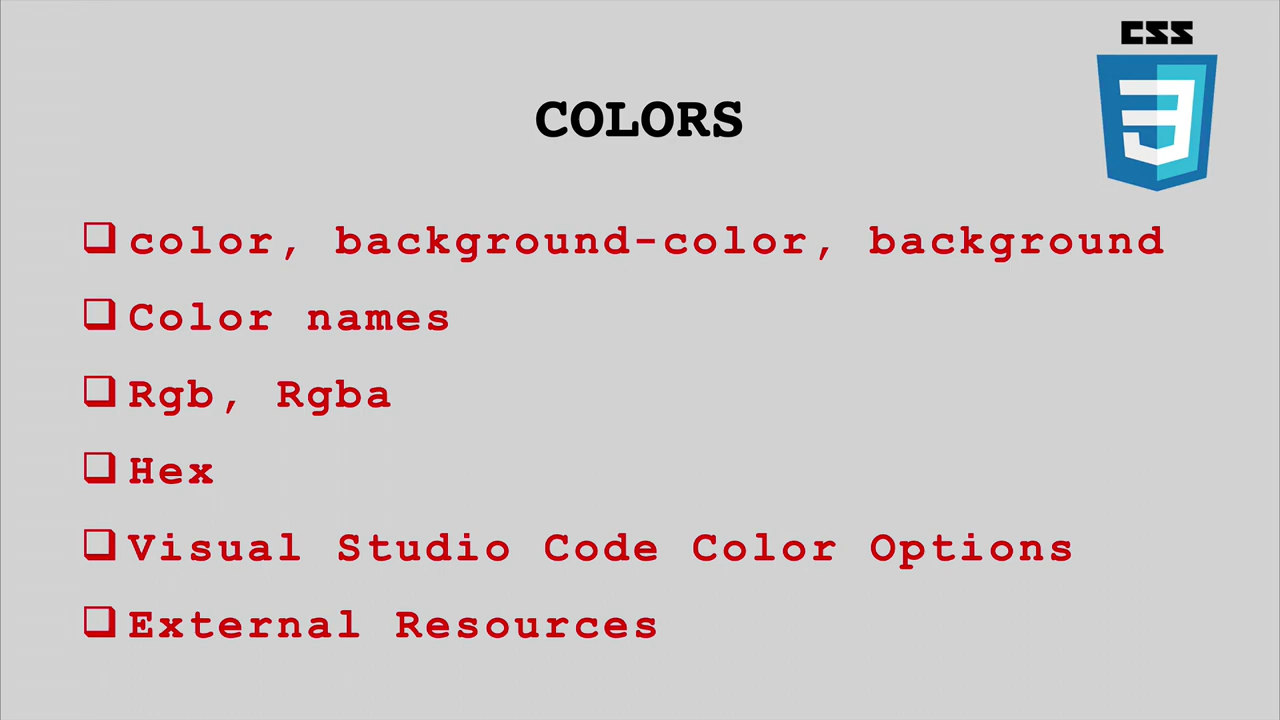 CSS
COLORS
color, background-color, background
Color names
Rgb, Rgba
Hex
Visual Studio Code Color Options
External Resources